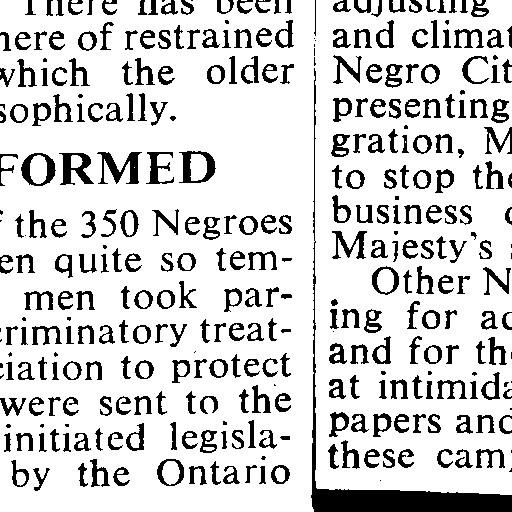 There has been
here of restrained
which the older
sophically.
FORMED
the 350 Negroes
en quite so tem-
men took par-
criminatory treat-
ciation to protect
were sent to the
initiated legisla-
by the Ontario
adjusting
and climat
Negro Cit
presenting
gration, M
to stop the
business
Majesty's
Other N
ing for ac
and for th
at intimida
papers and
these cam